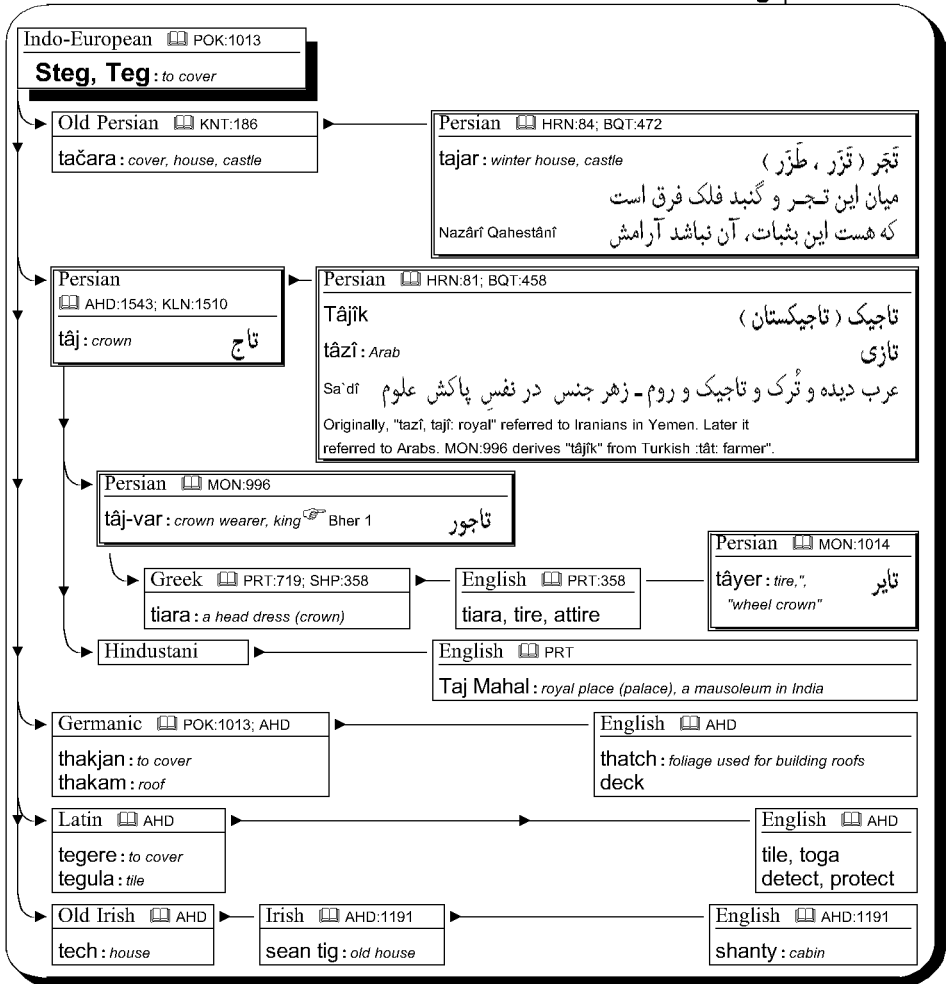 Indo-European POK:1013
Steg, Teg : to cover
Old Persian KNT:186
tačara : cover, house, castle
Persian HRN:84; BQT:472
tajar : winter house, castle تَجَر ( تَزَر ، طَزَر )
میان این تـجـر و گنبد فلک فرق است
Nazârî Qahestânî که هست این بثبات، آن نباشد آرامش
Persian
AHD:1543; KLN:1510
tâj : crown تاج
Persian HRN:81; BQT:458
Tâjîk تاجیک ( تاجیکستان )
tâzî : Arab تازی
Sa`dî عرب دیده و تُرک و تاجیک و روم ـ زهر جنس در نفسِ پاکش علوم
Originally, "tazî, tajî: royal" referred to Iranians in Yemen. Later it
referred to Arabs. MON:996 derives "tâjîk" from Turkish :tât: farmer".
Persian MON:996
tâj-var : crown wearer, king ☞ Bher 1 تاجور
Greek PRT:719; SHP:358
tiara : a head dress (crown)
English PRT:358
tiara, tire, attire
Persian MON:1014
tâyer : tire,", تایر
"wheel crown"
Hindustani
English PRT
Taj Mahal : royal place (palace), a mausoleum in India
Germanic POK:1013; AHD
thakjan : to cover
thakam : roof
English AHD
thatch : foliage used for building roofs
deck
Latin AHD
tegere : to cover
tegula : tile
English AHD
tile, toga
detect, protect
Old Irish AHD
tech : house
Irish AHD:1191
sean tig : old house
English AHD:1191
shanty : cabin